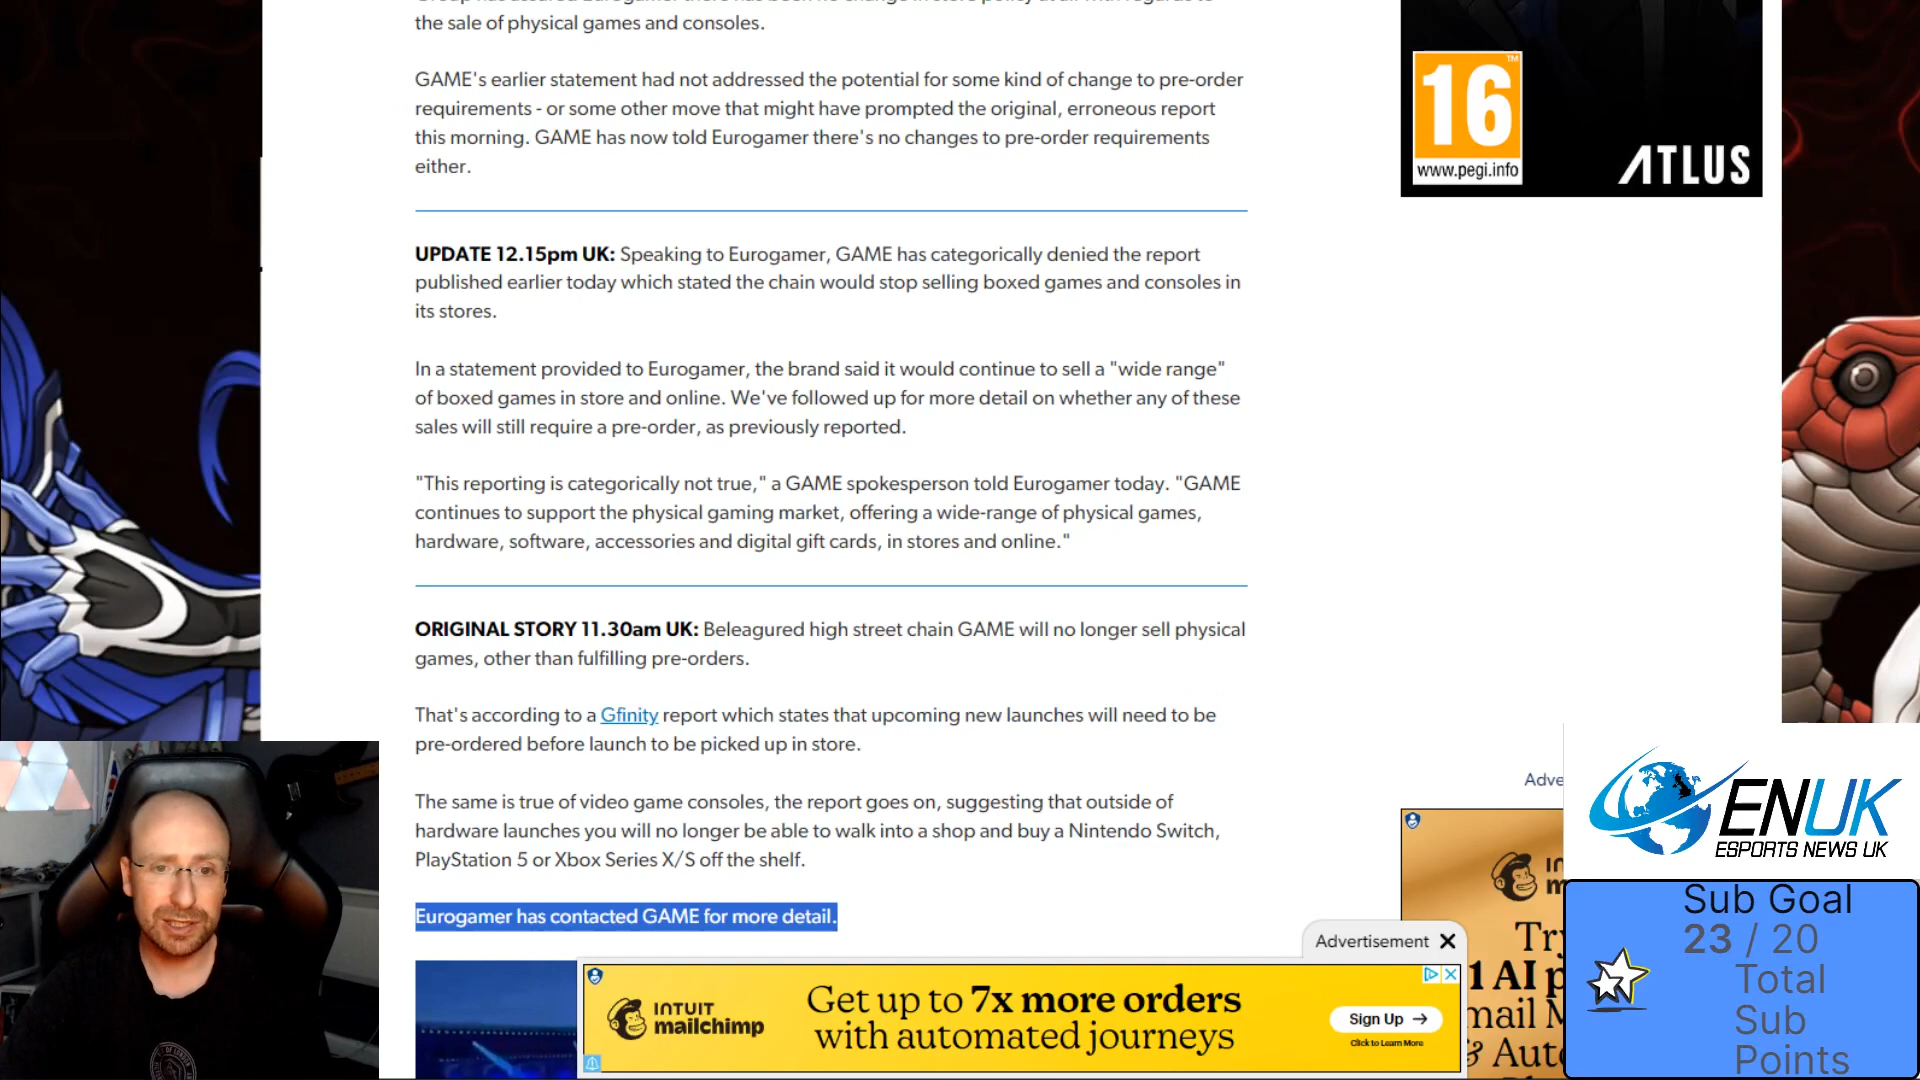 the sale of physical games and consoles.
GAME's earlier statement had not addressed the potential for some kind of change to pre-order
requirements - or some other move that might have prompted the original, erroneous report
this morning. GAME has now told Eurogamer there's no changes to pre-order requirements
either.
UPDATE 12.15pm UK: Speaking to Eurogamer, GAME has categorically denied the report
published earlier today which stated the chain would stop selling boxed games and consoles in
its stores.
In a statement provided to Eurogamer, the brand said it would continue to sell a "wide range"
of boxed games in store and online. We've followed up for more detail on whether any of these
sales will still require a pre-order, as previously reported.
"This reporting is categorically not true," a GAME spokesperson told Eurogamer today. "GAME
continues to support the physical gaming market, offering a wide-range of physical games,
hardware, software, accessories and digital gift cards, in stores and online."
ORIGINAL STORY 11.30am UK: Beleagured high street chain GAME will no longer sell physical
games, other than fulfilling pre-orders.
That's according to a Gfinity report which states that upcoming new launches will need to be
pre-ordered before launch to be picked up in store.
The same is true of video game consoles, the report goes on, suggesting that outside of
hardware launches you will no longer be able to walk into a shop and buy a Nintendo Switch,
PlayStation 5 or Xbox Series X/S off the shelf.
Eurogamer has contacted GAME for more detail.
16
www.pegi.info
ATLUS
Adve
Advertisement
INTUIT
mailchimp
Get up to 7x more orders
with automated journeys
Sign Up →
Click to Learn More
Try
1 AI
mail
& Auto
ENUK
ESPORTS NEWS UK
Sub Goal
23 / 20
Total
Sub
Points